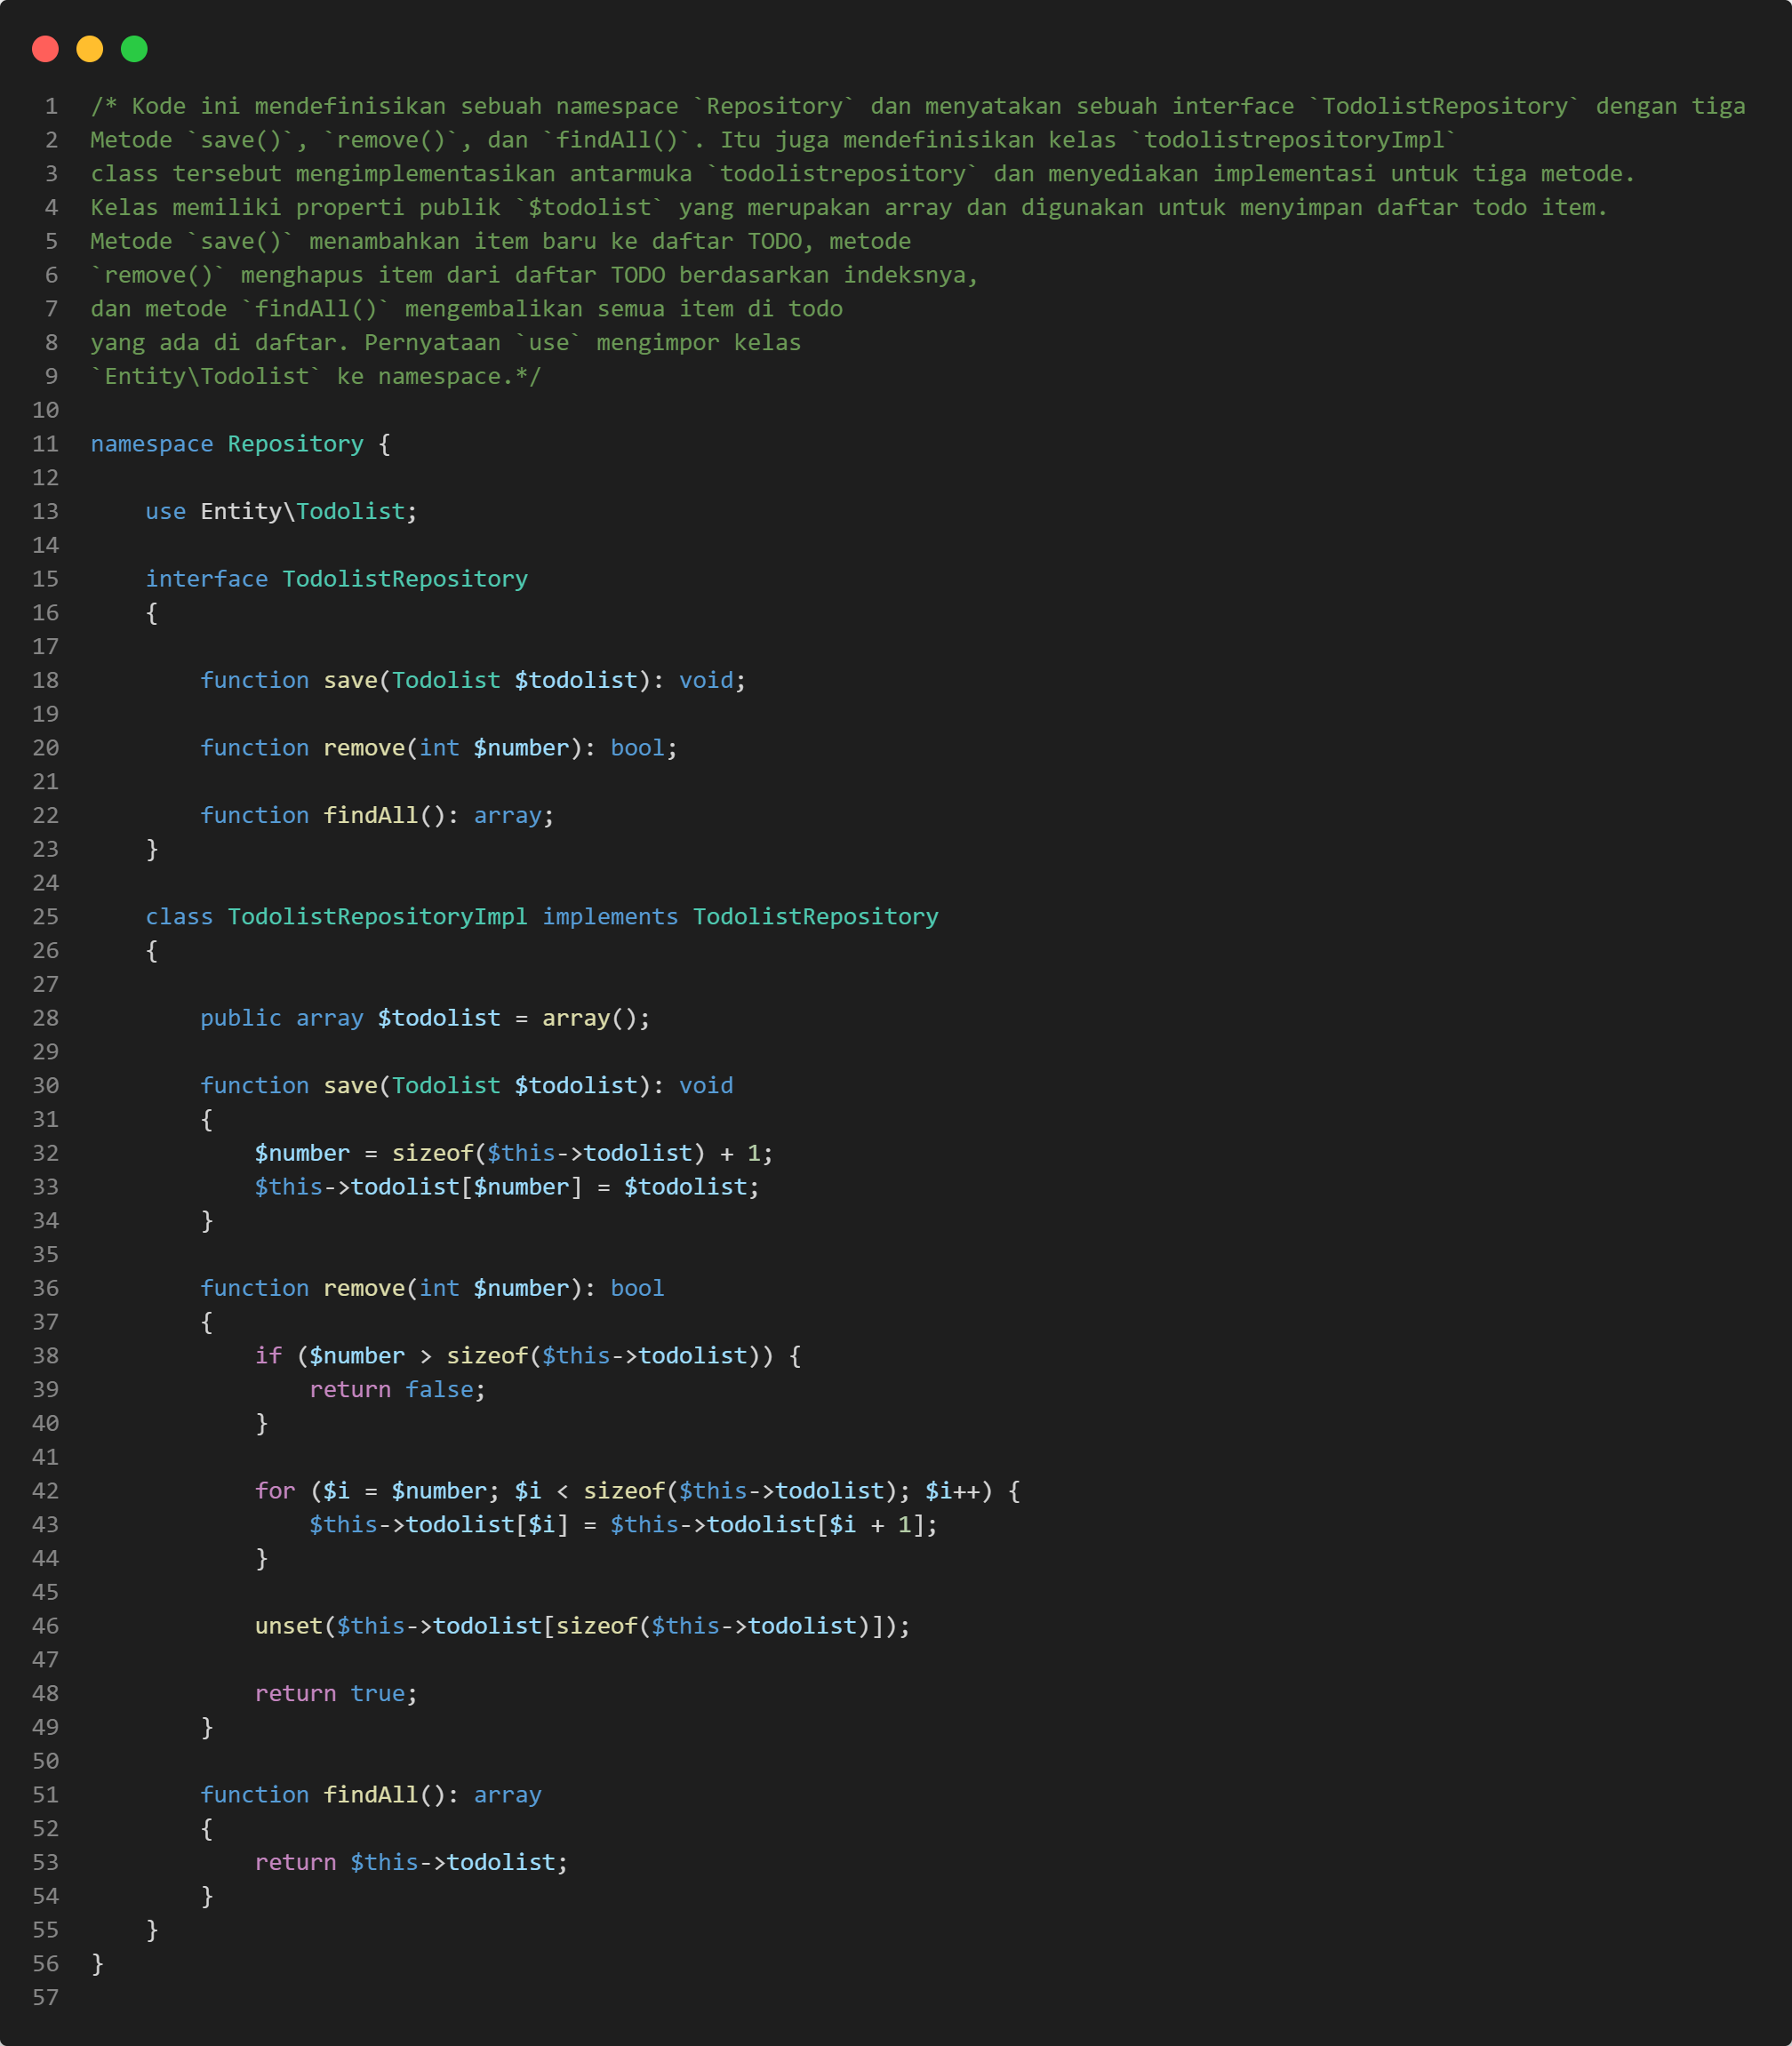 1 /* Kode ini mendefinisikan sebuah namespace `Repository` dan menyatakan sebuah interface `TodolistRepository` dengan tiga
2 Metode `save()`, `remove()`, dan `findAll()`. Itu juga mendefinisikan kelas `todolistrepositoryImpl`
3 class tersebut mengimplementasikan antarmuka `todolistrepository` dan menyediakan implementasi untuk tiga metode.
4 Kelas memiliki properti publik `$todolist` yang merupakan array dan digunakan untuk menyimpan daftar todo item.
5 Metode `save()` menambahkan item baru ke daftar TODO, metode
6 `remove()` menghapus item dari daftar TODO berdasarkan indeksnya,
7 dan metode `findAll()` mengembalikan semua item di todo
8 yang ada di daftar. Pernyataan `use` mengimpor kelas
9 `Entity\Todolist` ke namespace.*/
10
11 namespace Repository {
12
13     use Entity\Todolist;
14
15     interface TodolistRepository
16     {
17
18         function save(Todolist $todolist): void;
19
20         function remove(int $number): bool;
21
22         function findAll(): array;
23     }
24
25     class TodolistRepositoryImpl implements TodolistRepository
26     {
27
28         public array $todolist = array();
29
30         function save(Todolist $todolist): void
31         {
32             $number = sizeof($this->todolist) + 1;
33             $this->todolist[$number] = $todolist;
34         }
35
36         function remove(int $number): bool
37         {
38             if ($number > sizeof($this->todolist)) {
39                 return false;
40             }
41
42             for ($i = $number; $i < sizeof($this->todolist); $i++) {
43                 $this->todolist[$i] = $this->todolist[$i + 1];
44             }
45
46             unset($this->todolist[sizeof($this->todolist)]);
47
48             return true;
49         }
50
51         function findAll(): array
52         {
53             return $this->todolist;
54         }
55     }
56 }
57